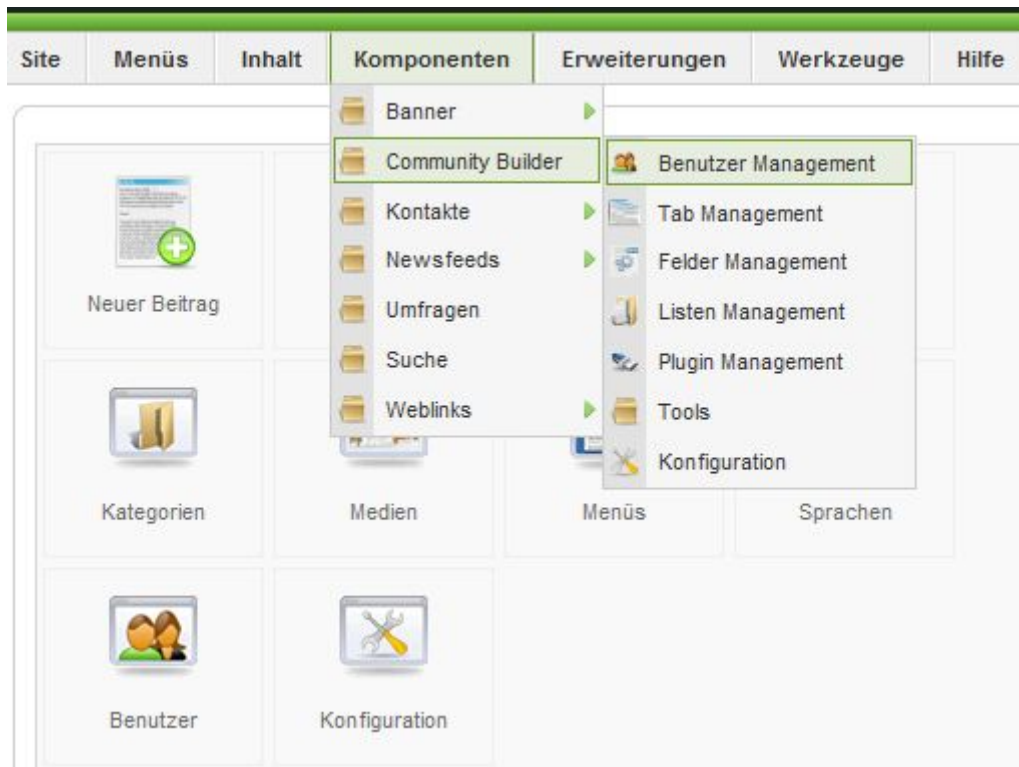 Site Menüs Inhalt Komponenten Erweiterungen Werkzeuge Hilfe
Banner
Community Builder
Kontakte
Newsfeeds
Umfragen
Suche
Weblinks
Benutzer Management
Tab Management
Felder Management
Listen Management
Plugin Management
Tools
Konfiguration
Neuer Beitrag
Kategorien Medien Menüs Sprachen
Benutzer Konfiguration